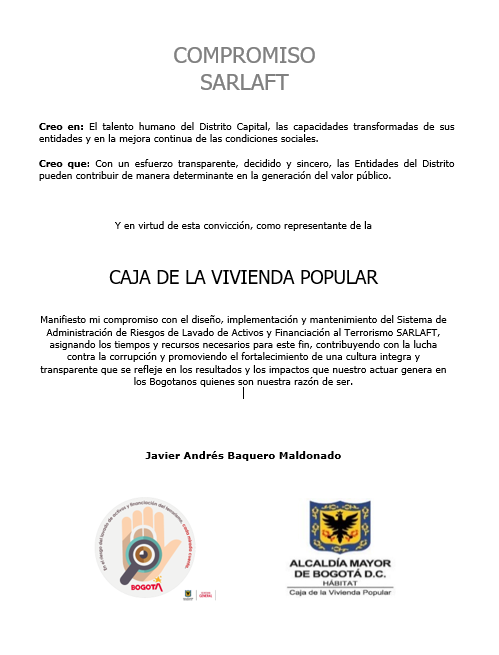 COMPROMISO
SARLAFT
Creo en: El talento humano del Distrito Capital, las capacidades transformadas de sus
entidades y en la mejora continua de las condiciones sociales.
Creo que: Con un esfuerzo transparente, decidido y sincero, las Entidades del Distrito
pueden contribuir de manera determinante en la generación del valor público.
Y en virtud de esta convicción, como representante de la
CAJA DE LA VIVIENDA POPULAR
Manifiesto mi compromiso con el diseño, implementación y mantenimiento del Sistema de
Administración de Riesgos de Lavado de Activos y Financiación al Terrorismo SARLAFT,
asignando los tiempos y recursos necesarios para este fin, contribuyendo con la lucha
contra la corrupción y promoviendo el fortalecimiento de una cultura integra y
transparente que se refleje en los resultados y los impactos que nuestro actuar genera en
los Bogotanos quienes son nuestra razón de ser.
Javier Andrés Baquero Maldonado
En el riesgo del lavado de activos y financiación del terrorismo, cada mirada cuenta,
BOGOTÁ
ALCALDÍA MAYOR
DE BOGOTÁ D.C.
HÁBITAT
Caja de la Vivienda Popular